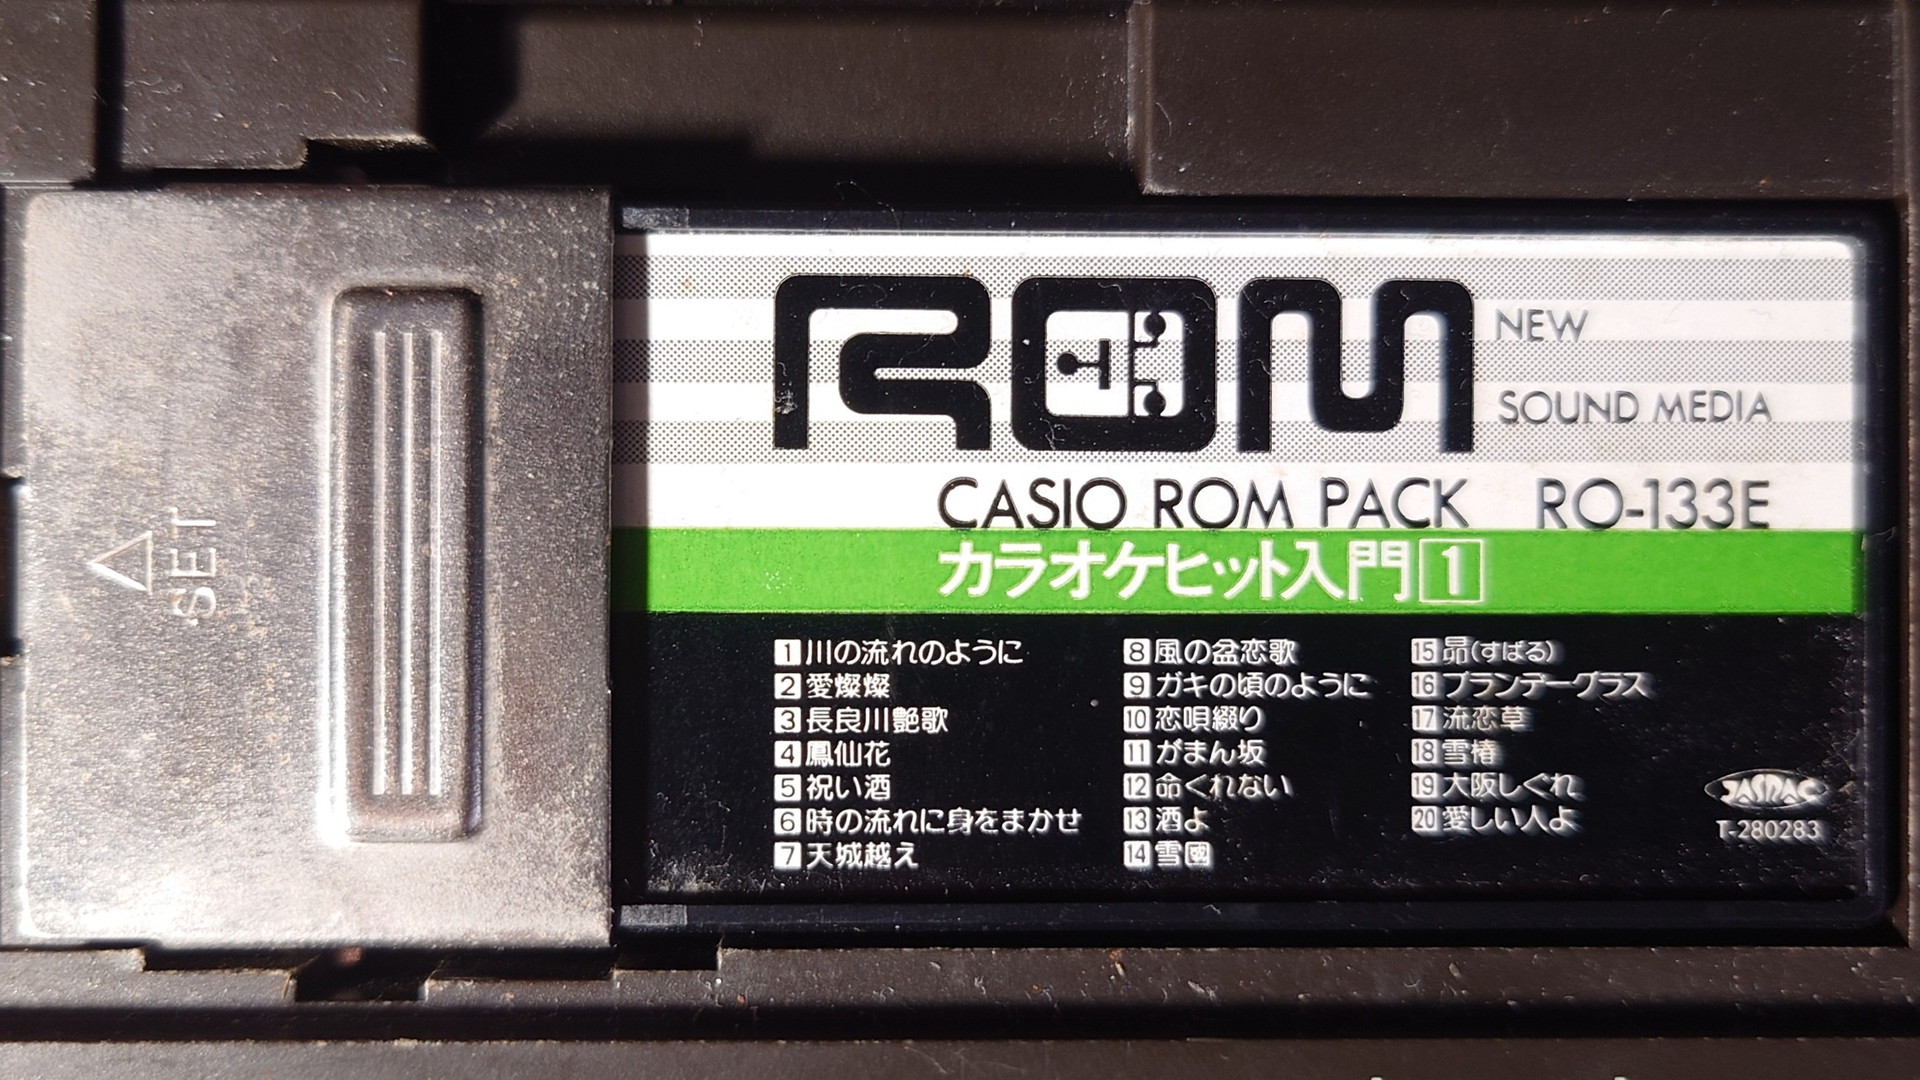 △
SET
ROM
NEW
SOUND MEDIA
CASIO ROM PACK RO-133E
カラオケヒット入門1
1 川の流れのように
2 愛燦燦
3 長良川艶歌
4 鳳仙花
5 祝い酒
6 時の流れに身をまかせ
7 天城越え
8 風の盆恋歌
9 ガキの頃のように
10 恋唄綴り
11 がまん坂
12 命くれない
13 酒よ
14 雪國
15 昴(すばる)
16 ブランデーグラス
17 流恋草
18 雪椿
19 大阪しぐれ
20 愛しい人よ
JASRAC
T-280283